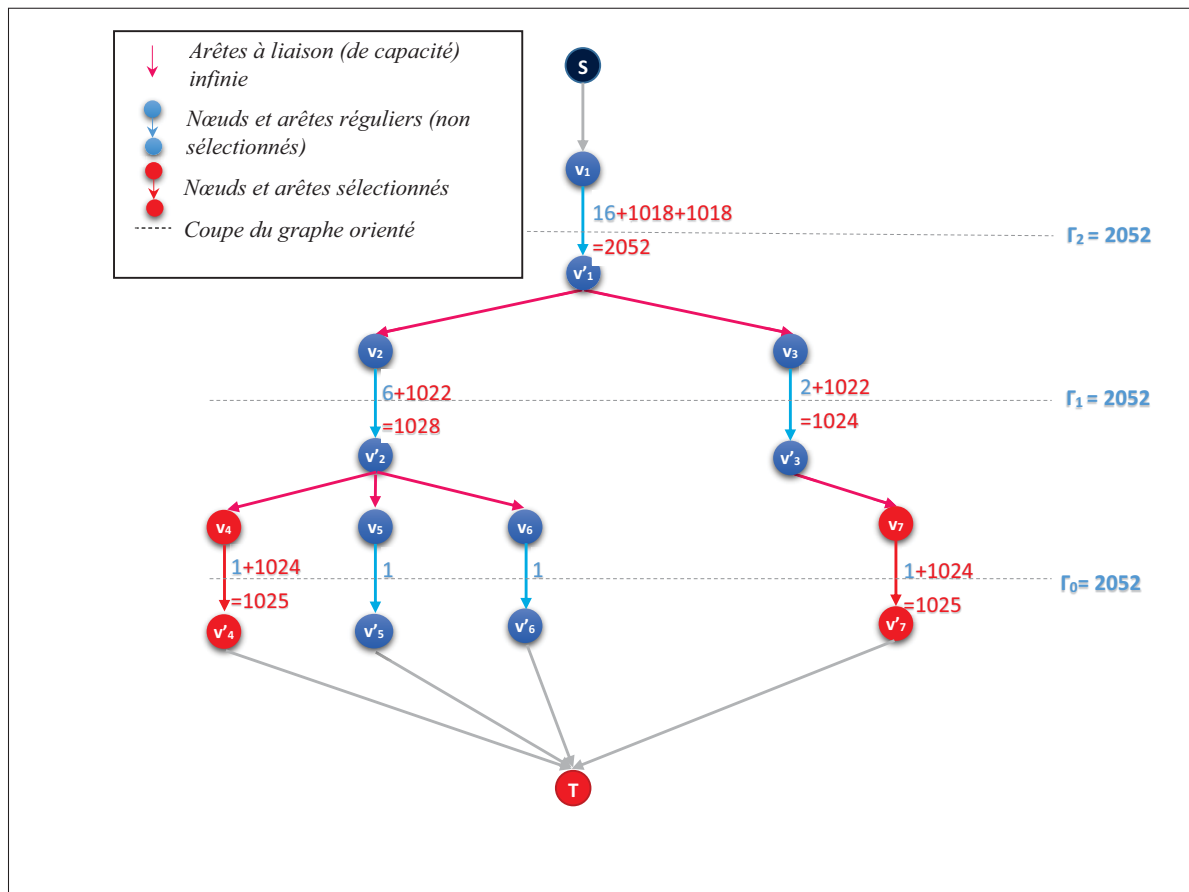 Arêtes à liaison (de capacité)
infinie
Nœuds et arêtes réguliers (non
sélectionnés)
Nœuds et arêtes sélectionnés
Coupe du graphe orienté
S
v₁
16+1018+1018
=2052
Γ₂ = 2052
v'₁
v₂
v₃
6+1022
2+1022
Γ₁ = 2052
=1028
=1024
v'₂
v'₃
v₄
v₅
v₆
v₇
1+1024
1
1
1+1024
Γ₀= 2052
=1025
=1025
v'₄
v'₅
v'₆
v'₇
T